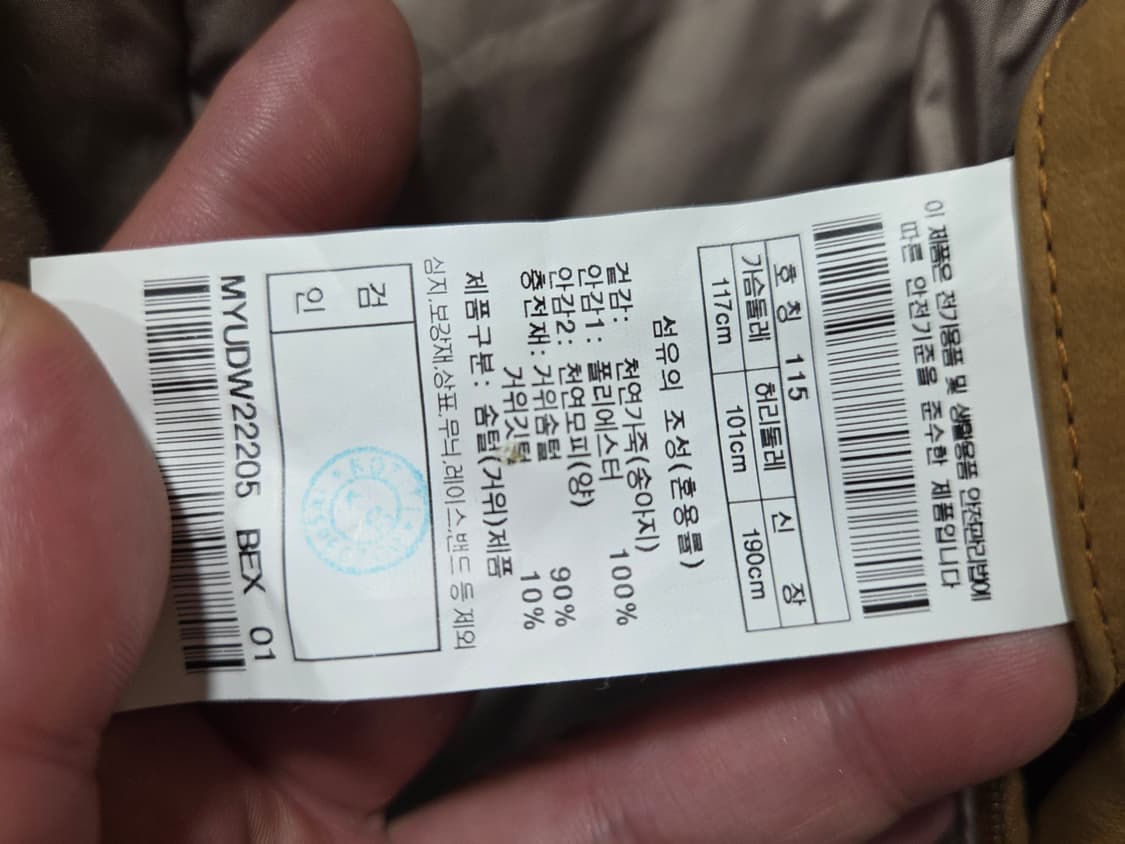 이 제품은 전기용품 및 생활용품 안전관리법에
따른 안전기준을 준수한 제품입니다
호 칭 115
가슴둘레 허리둘레 신 장
117cm 101cm 190cm
섬유의 조성(혼용률)
겉감: 천연가죽(송아지) 100%
안감1: 폴리에스터
안감2: 천연모피(양)
충전재: 거위솜털 90%
거위깃털 10%
제품구분: 솜털(거위)제품
심지,보강재,상표,무늬,레이스,밴드 등 제외
검
인
KOTITI
MYUDW22205 BEX 01